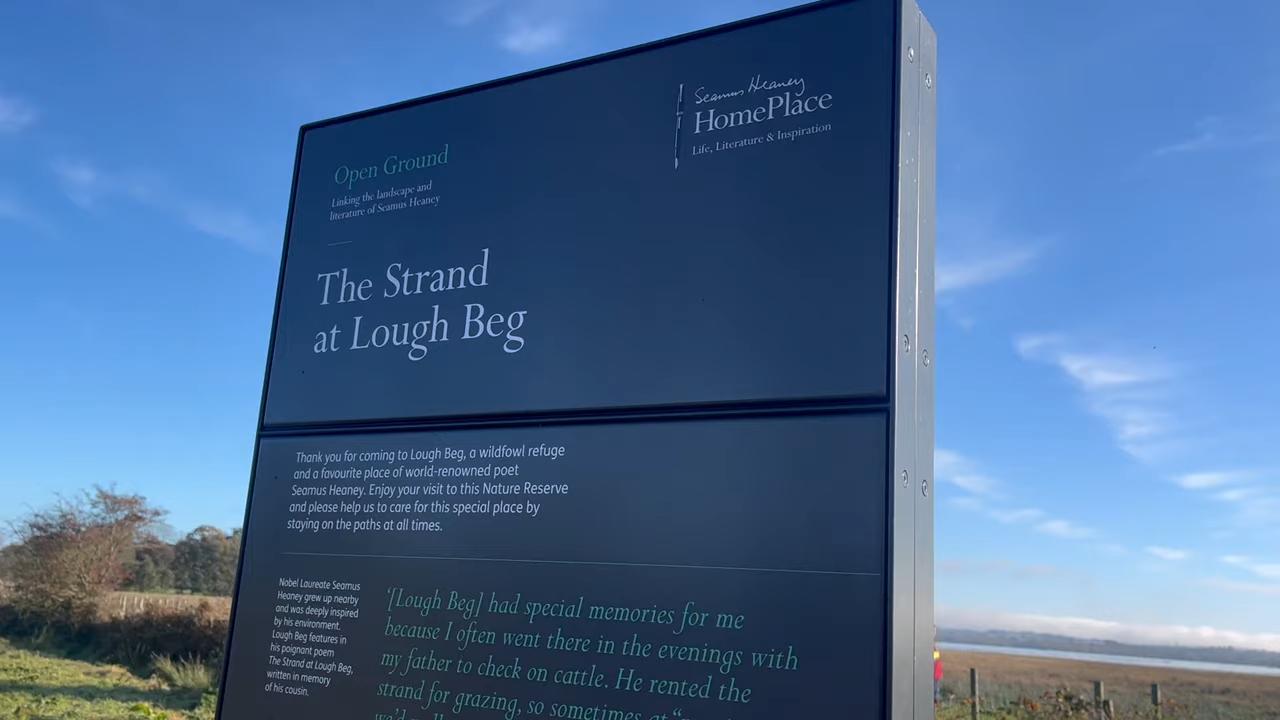 Seamus Heaney
HomePlace
Life, Literature & Inspiration
Open Ground
Linking the landscape and
literature of Seamus Heaney
The Strand
at Lough Beg
Thank you for coming to Lough Beg, a wildfowl refuge
and a favourite place of world-renowned poet
Seamus Heaney. Enjoy your visit to this Nature Reserve
and please help us to care for this special place by
staying on the paths at all times.
Nobel Laureate Seamus
Heaney grew up nearby
and was deeply inspired
by his environment.
Lough Beg features in
his poignant poem
The Strand at Lough Beg,
written in memory
of his cousin.
‘[Lough Beg] had special memories for me
because I often went there in the evenings with
my father to check on cattle. He rented the
strand for grazing, so sometimes at